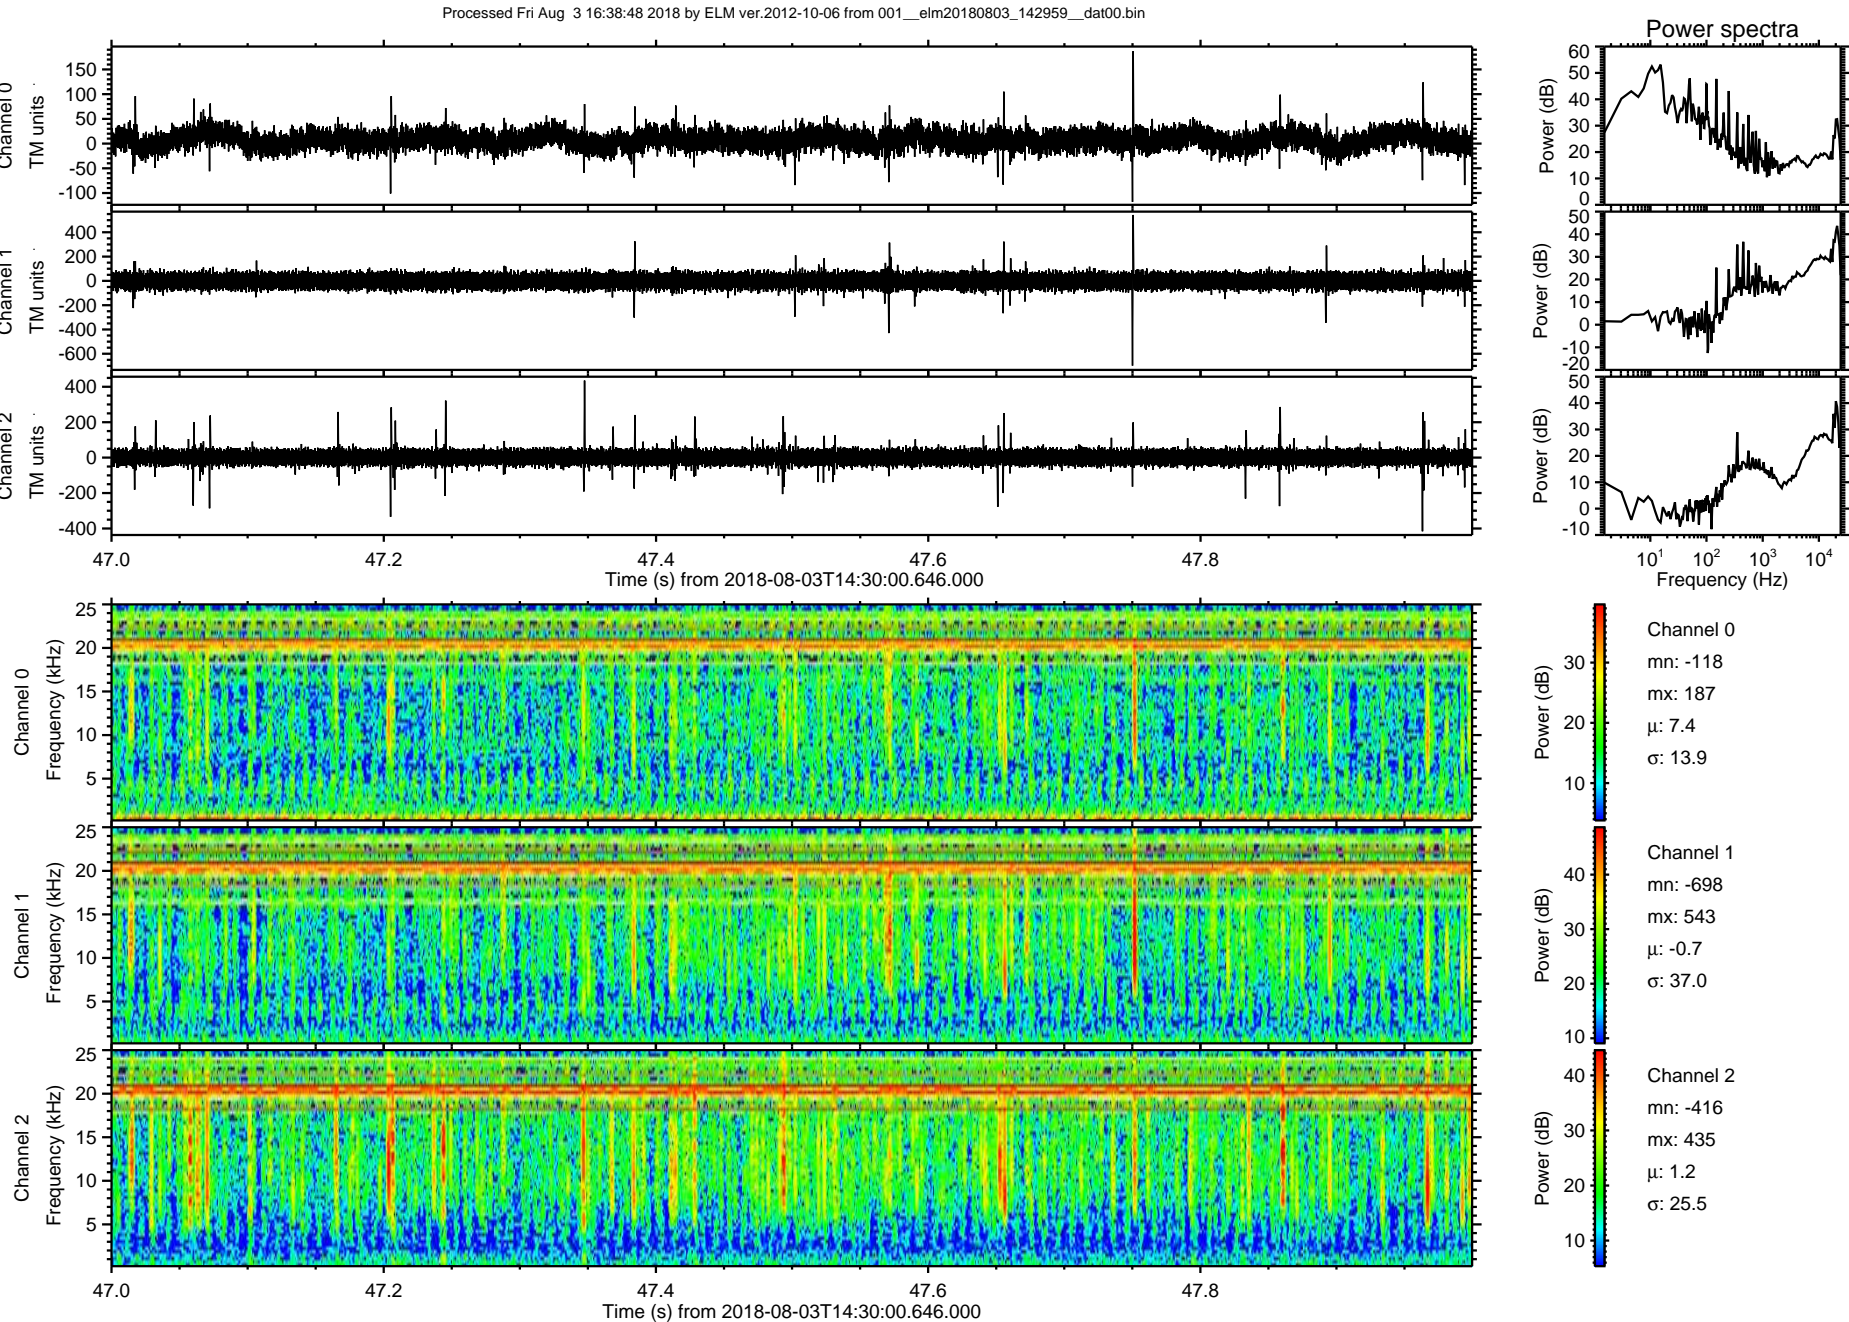 Processed Fri Aug  3 16:38:48 2018 by ELM ver.2012-10-06 from 001__elm20180803_142959__dat00.bin
Power spectra
Channel 0
TM units
150
100
50
0
-50
-100
Power (dB)
60
50
40
30
20
10
0
Channel 1
TM units
400
200
0
-200
-400
-600
Power (dB)
50
40
30
20
10
0
-10
-20
Channel 2
TM units
400
200
0
-200
-400
Power (dB)
50
40
30
20
10
0
-10
47.0 47.2 47.4 47.6 47.8
Time (s) from 2018-08-03T14:30:00.646.000
10^1 10^2 10^3 10^4
Frequency (Hz)
Channel 0
Frequency (kHz)
25
20
15
10
5
Power (dB)
30
20
10
Channel 0
mn: -118
mx: 187
μ: 7.4
σ: 13.9
Channel 1
Frequency (kHz)
25
20
15
10
5
Power (dB)
40
30
20
10
Channel 1
mn: -698
mx: 543
μ: -0.7
σ: 37.0
Channel 2
Frequency (kHz)
25
20
15
10
5
Power (dB)
40
30
20
10
Channel 2
mn: -416
mx: 435
μ: 1.2
σ: 25.5
47.0 47.2 47.4 47.6 47.8
Time (s) from 2018-08-03T14:30:00.646.000